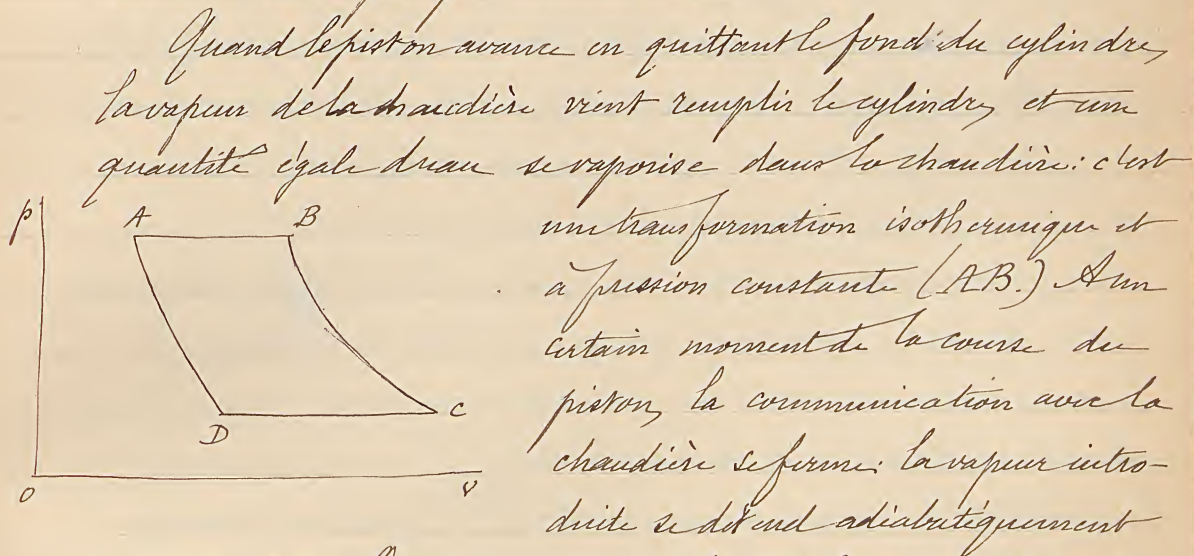 Quand le piston avance en quittant le fond du cylindre,
la vapeur de la chaudière vient remplir le cylindre, et une
quantité égale d'eau se vaporise dans la chaudière : c'est
une transformation isothermique et
à pression constante (AB.) A un
certain moment de la course du
piston, la communication avec la
chaudière se ferme : la vapeur intro-
duite se détend adiabatiquement
p
A
B
C
D
O
v